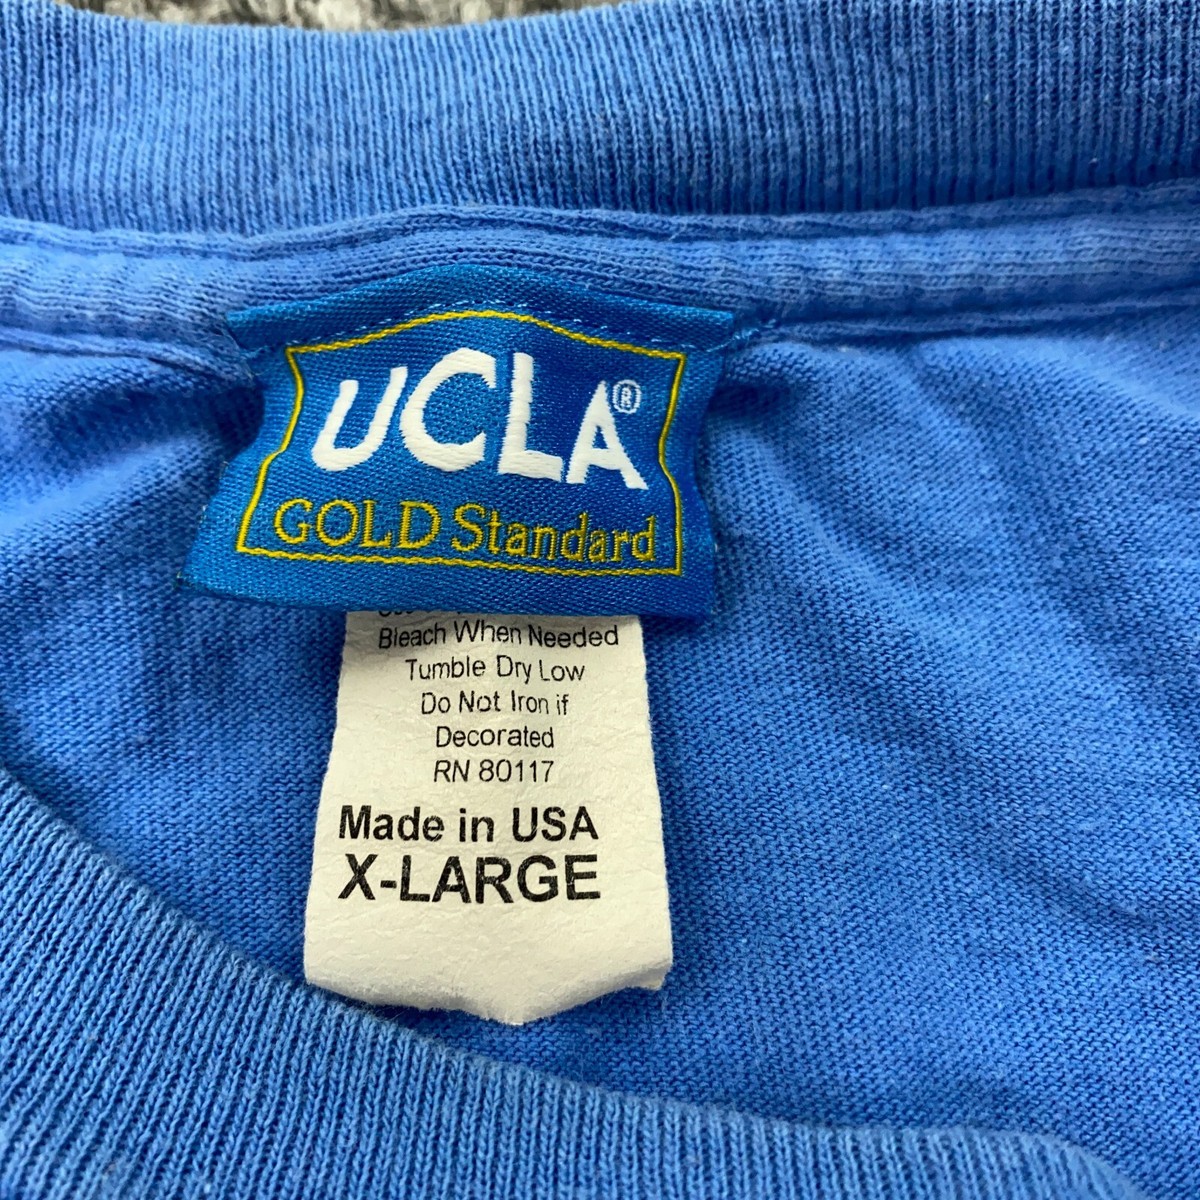 UCLA®
GOLD Standard
Bleach When Needed
Tumble Dry Low
Do Not Iron if
Decorated
RN 80117
Made in USA
X-LARGE